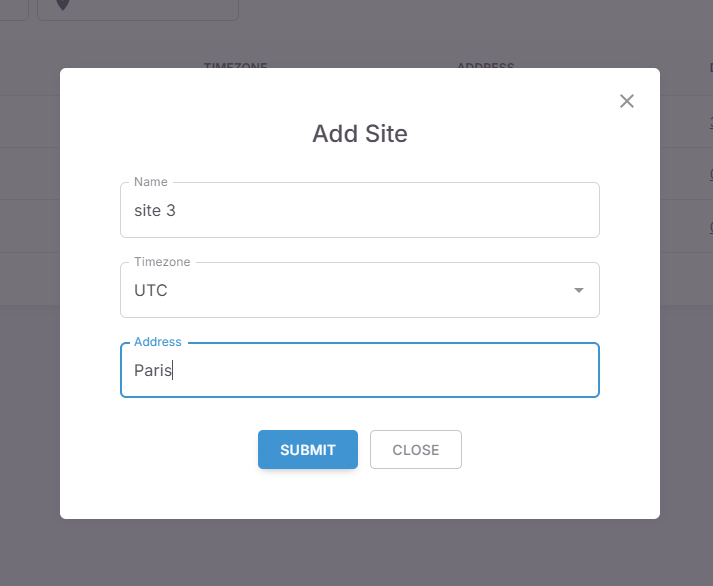 TIMEZONE ADDRESS
Add Site
Name
site 3
Timezone
UTC
Address
Paris
SUBMIT CLOSE